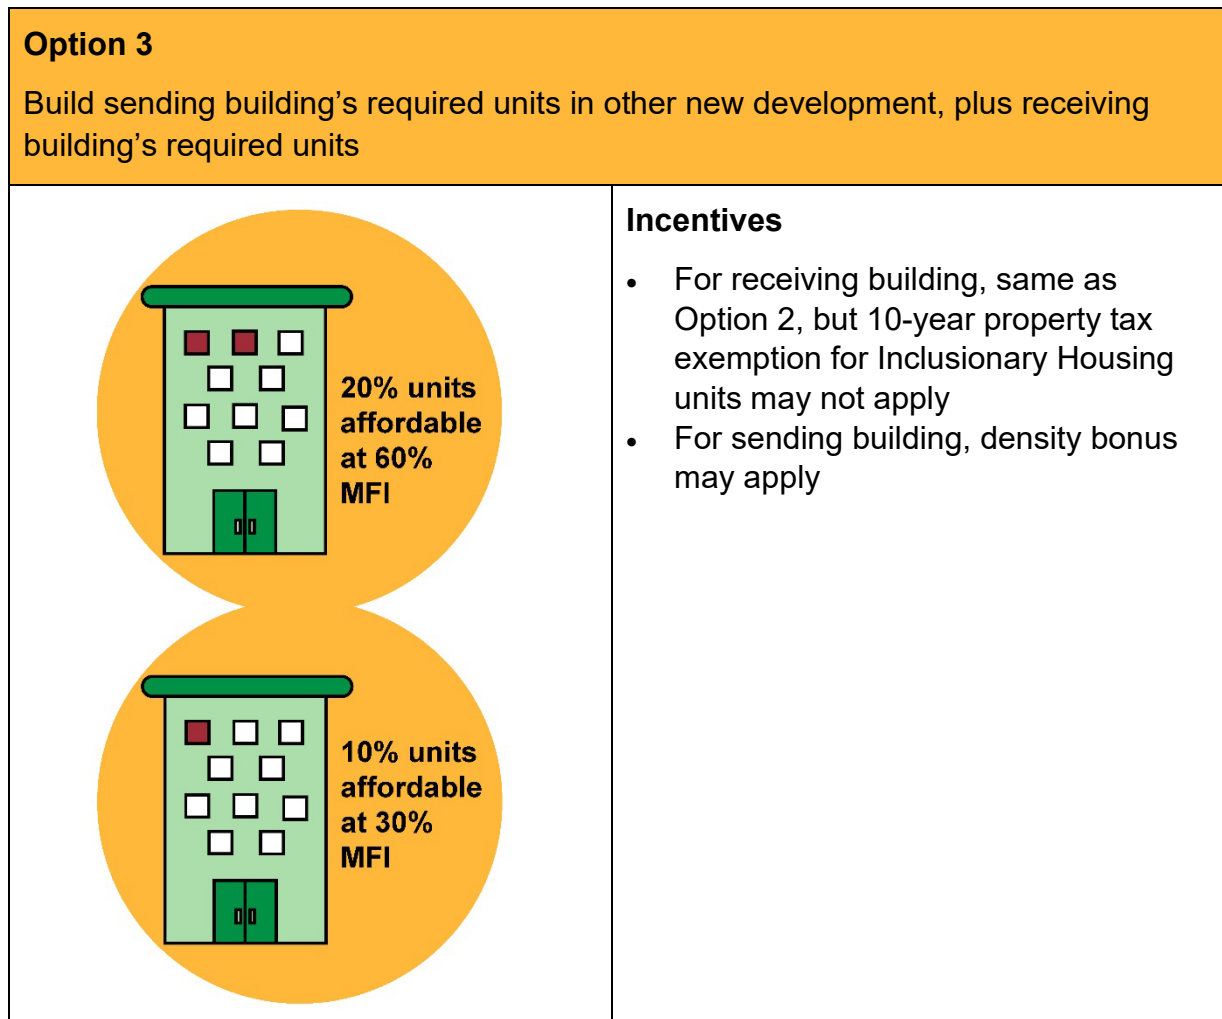 Option 3
Build sending building’s required units in other new development, plus receiving
building’s required units
20% units
affordable
at 60%
MFI
10% units
affordable
at 30%
MFI
Incentives
• For receiving building, same as
Option 2, but 10-year property tax
exemption for Inclusionary Housing
units may not apply
• For sending building, density bonus
may apply